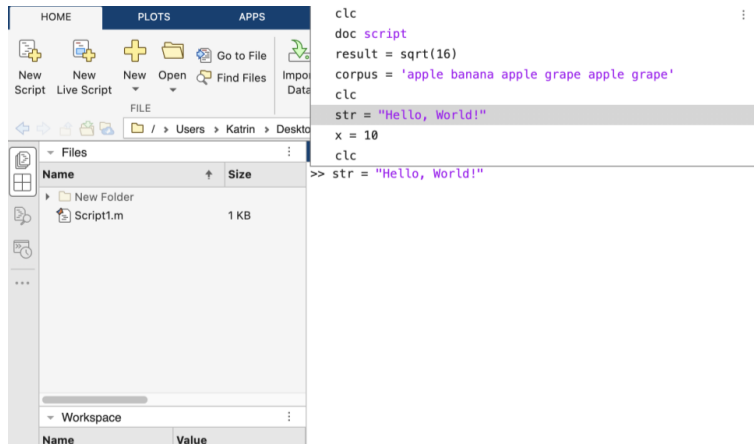 HOME PLOTS APPS
New Script
New Live Script
New
Open
Go to File
Find Files
Impo
Data
FILE
/ › Users › Katrin › Deskto
Files
Name Size
New Folder
Script1.m 1 KB
Workspace
Name Value
clc
doc script
result = sqrt(16)
corpus = 'apple banana apple grape apple grape'
clc
str = "Hello, World!"
x = 10
clc
>> str = "Hello, World!"